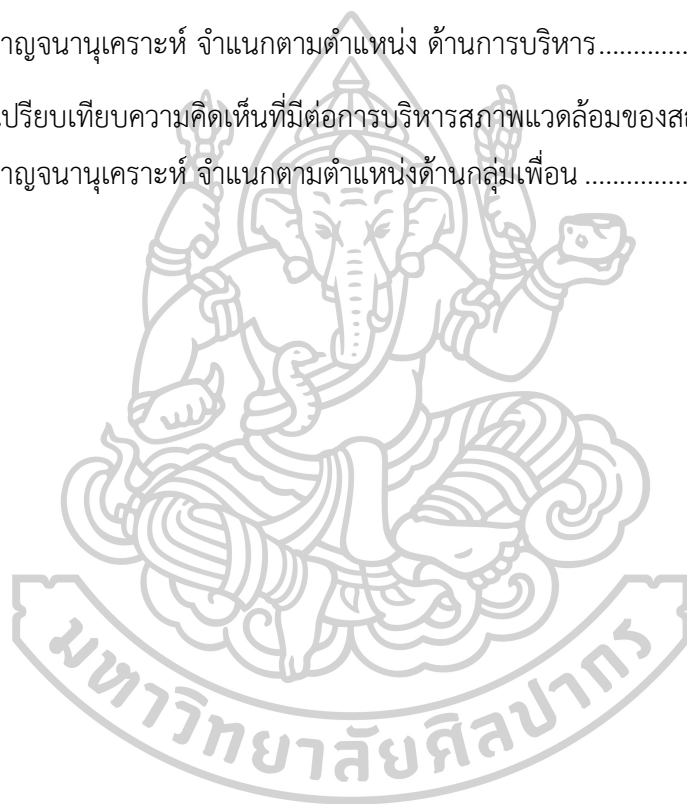 าญจนานุเคราะห์ จำแนกตามตำแหน่ง ด้านการบริหาร.............
เปรียบเทียบความคิดเห็นที่มีต่อการบริหารสภาพแวดล้อมของส
าญจนานุเคราะห์ จำแนกตามตำแหน่งด้านกลุ่มเพื่อน ...............
มหาวิทยาลัยศิลปากร